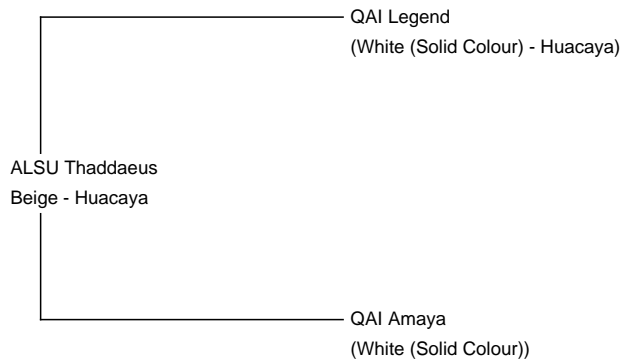 QAI Legend
(White (Solid Colour) - Huacaya)
ALSU Thaddaeus
Beige - Huacaya
QAI Amaya
(White (Solid Colour))